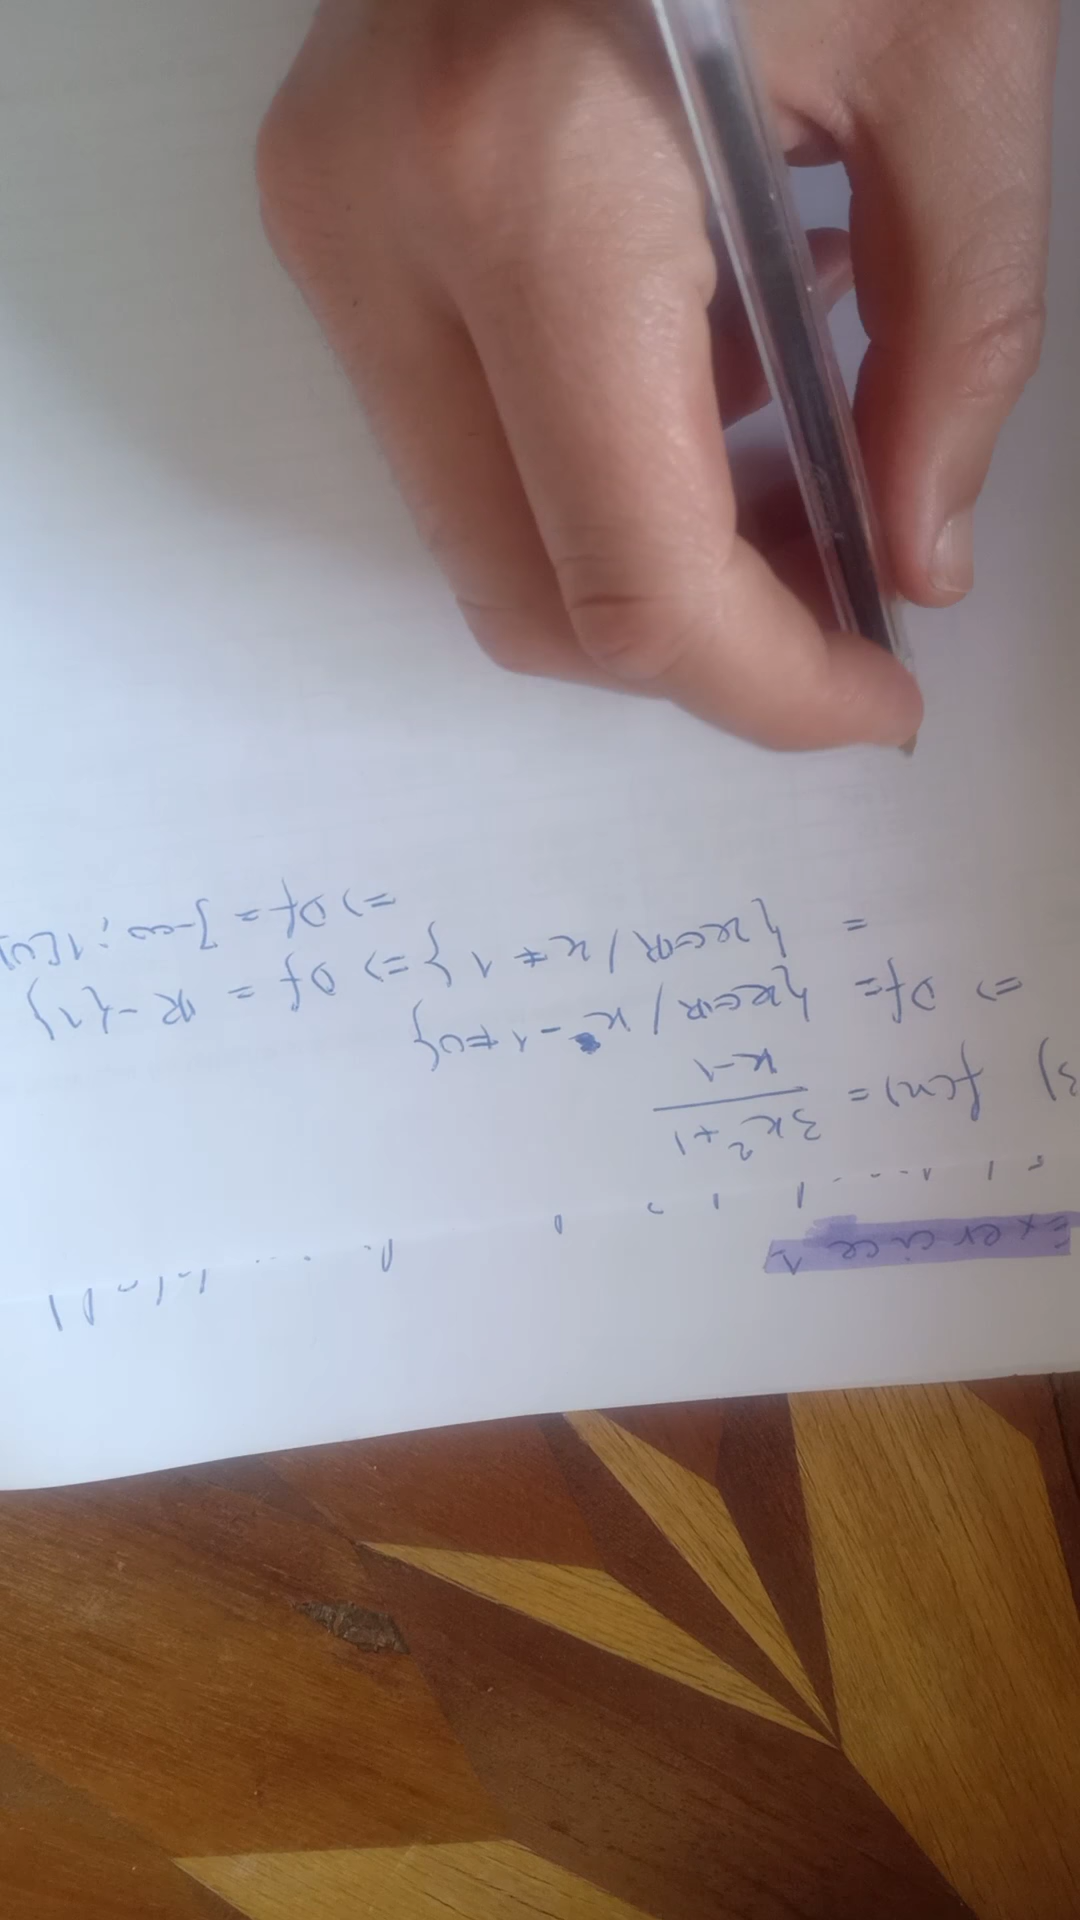 Exercice 1
3) f(x) = 3x²+1 / x-1
=> Df = {x∈R / x-1≠0}
= {x∈R / x ≠ 1} => Df = R-{1}
=> Df = ]-∞; 1[U]